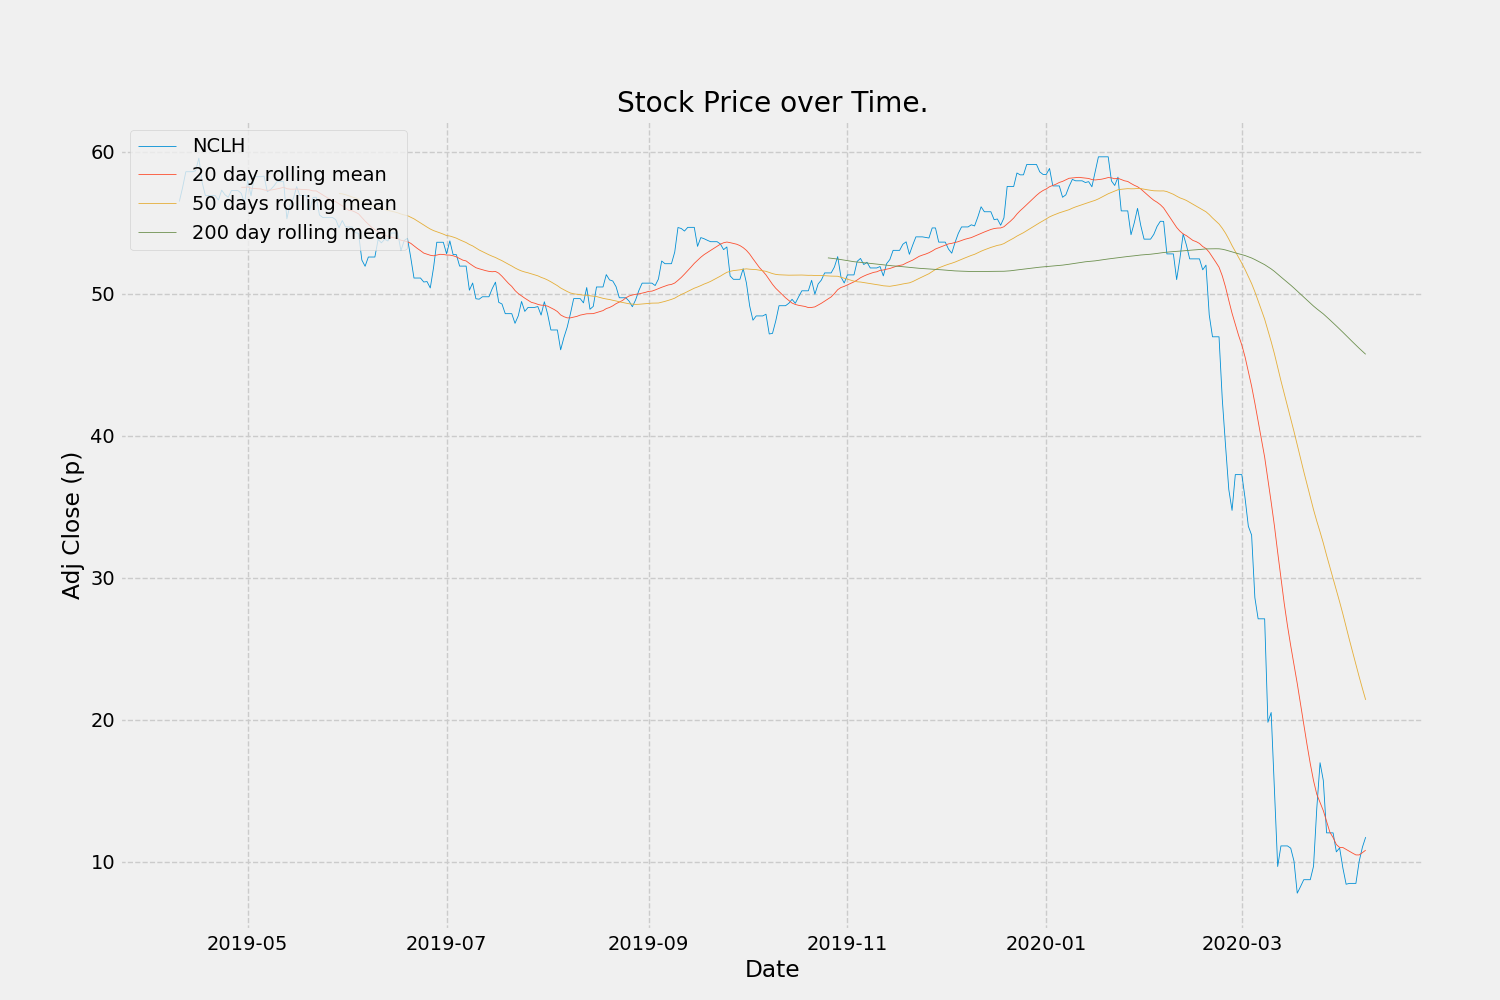 Stock Price over Time.
NCLH
20 day rolling mean
50 days rolling mean
200 day rolling mean
60
50
40
30
20
10
Adj Close (p)
2019-05 2019-07 2019-09 2019-11 2020-01 2020-03
Date